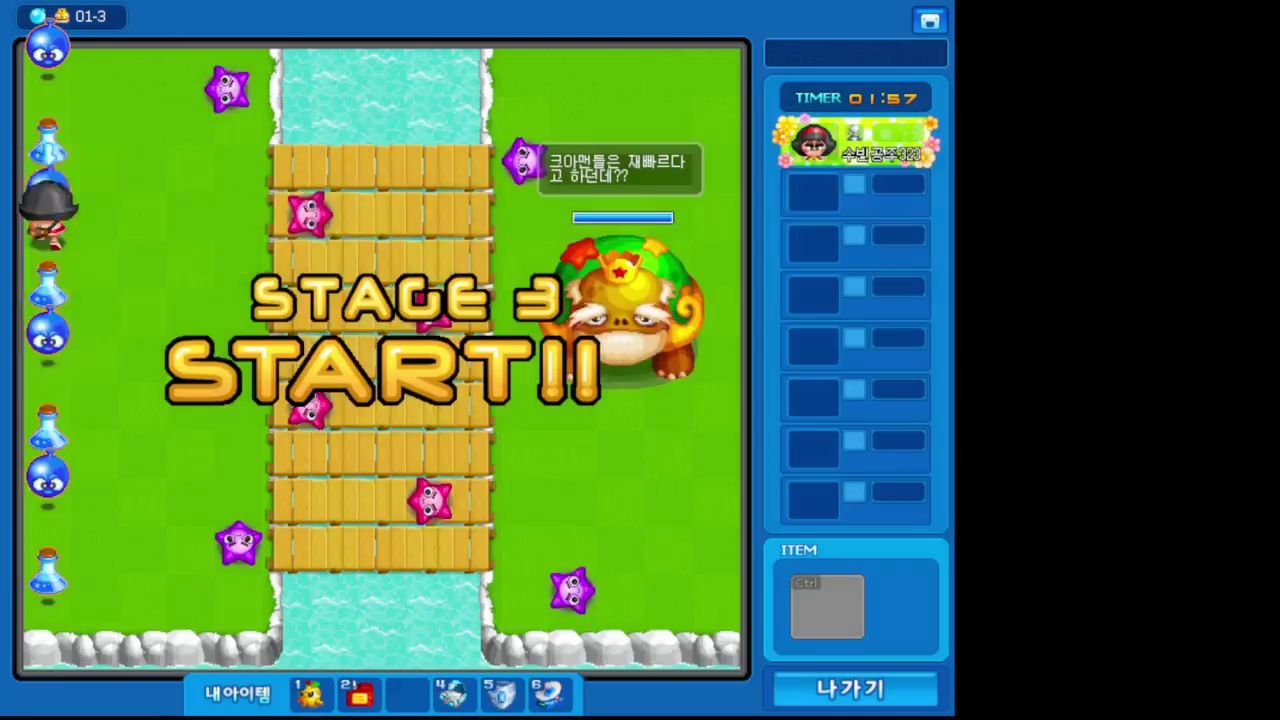 01-3
TIMER 01:57
수빈공주323
크아맨들은 재빠르다
고 하던데??
STAGE 3
START!!
ITEM
Ctrl
내아이템
1
2
4
5
6
나가기